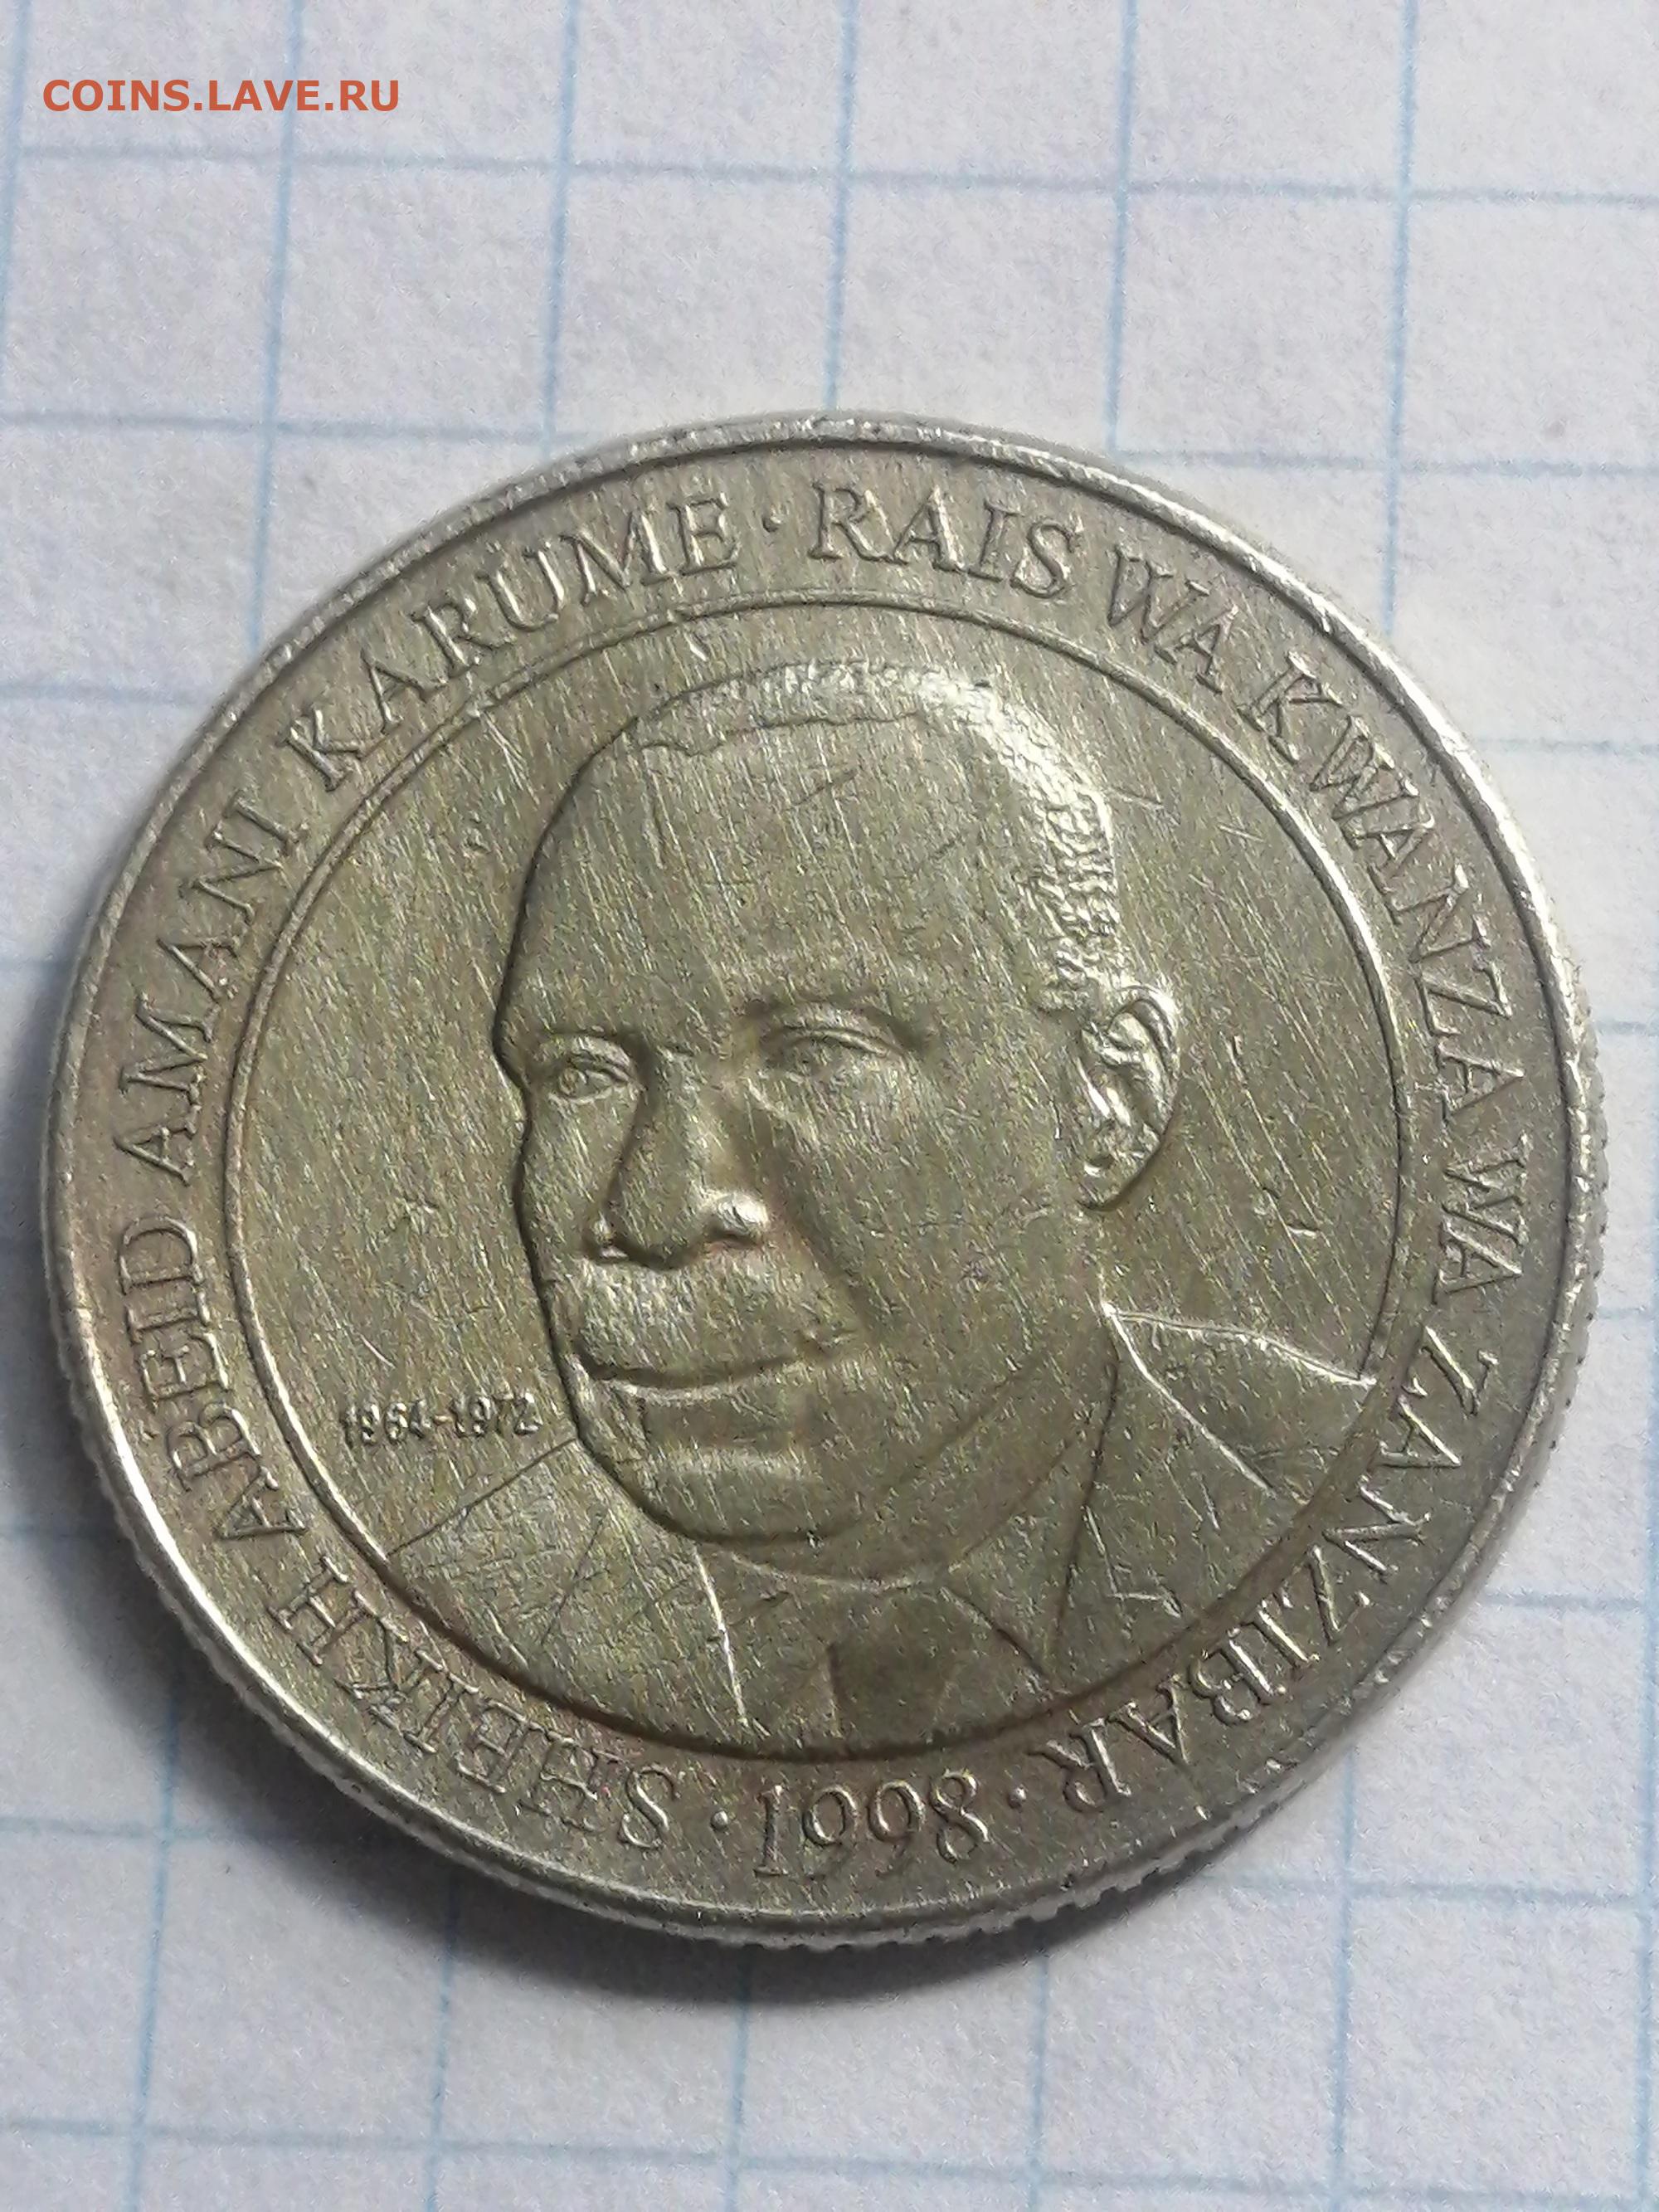 COINS.LAVE.RU
SHEIKH ABEID AMANI KARUME · RAIS WA KWANZA WA ZANZIBAR · 1998 ·
1964-1972